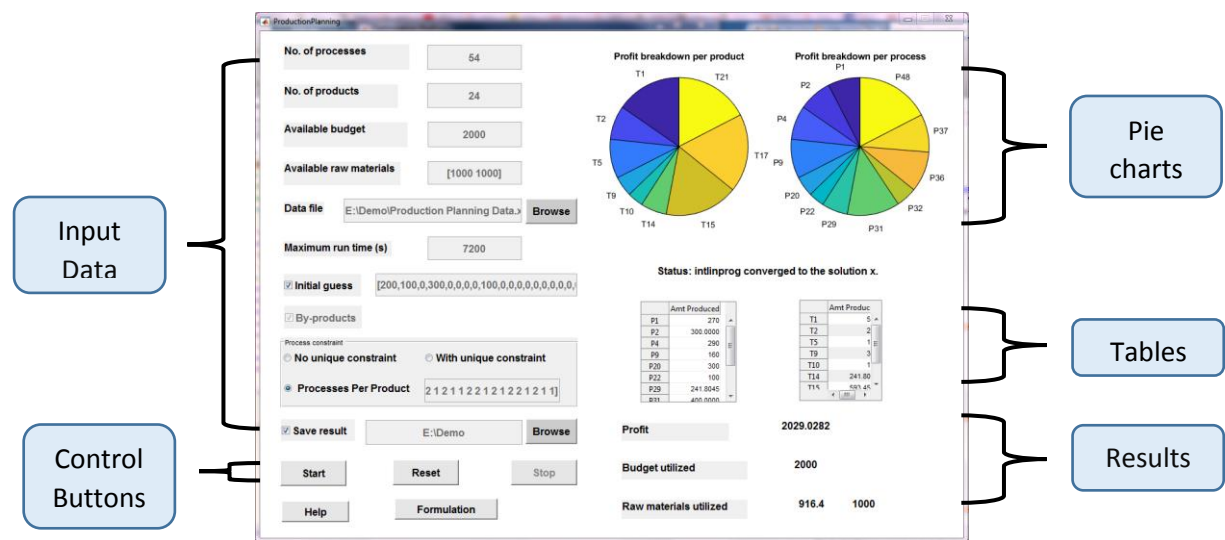 ProductionPlanning
No. of processes
54
No. of products
24
Available budget
2000
Available raw materials
[1000 1000]
Data file
E:\Demo\Production Planning Data.x
Browse
Maximum run time (s)
7200
Initial guess
[200,100,0,300,0,0,0,0,100,0,0,0,0,0,0,0,0,0,
By-products
Process constraint
No unique constraint
With unique constraint
Processes Per Product
2 1 2 1 1 2 2 1 2 1 2 2 1 2 1 1]
Save result
E:\Demo
Browse
Start
Reset
Stop
Help
Formulation
Profit breakdown per product
T1
T21
T2
T17
T5
T9
T10
T14
T15
Profit breakdown per process
P1
P48
P2
P37
P4
P36
P9
P32
P20
P22
P29
P31
Status: intlinprog converged to the solution x.
Amt Produced
P1 270
P2 300.0000
P4 290
P9 160
P20 300
P22 100
P29 241.8045
P31 400.0000
Amt Produc
T1 5
T2 2
T5 1
T9 3
T10 1
T14 241.80
T15 593.45
Profit
2029.0282
Budget utilized
2000
Raw materials utilized
916.4 1000
Input
Data
Control
Buttons
Pie
charts
Tables
Results